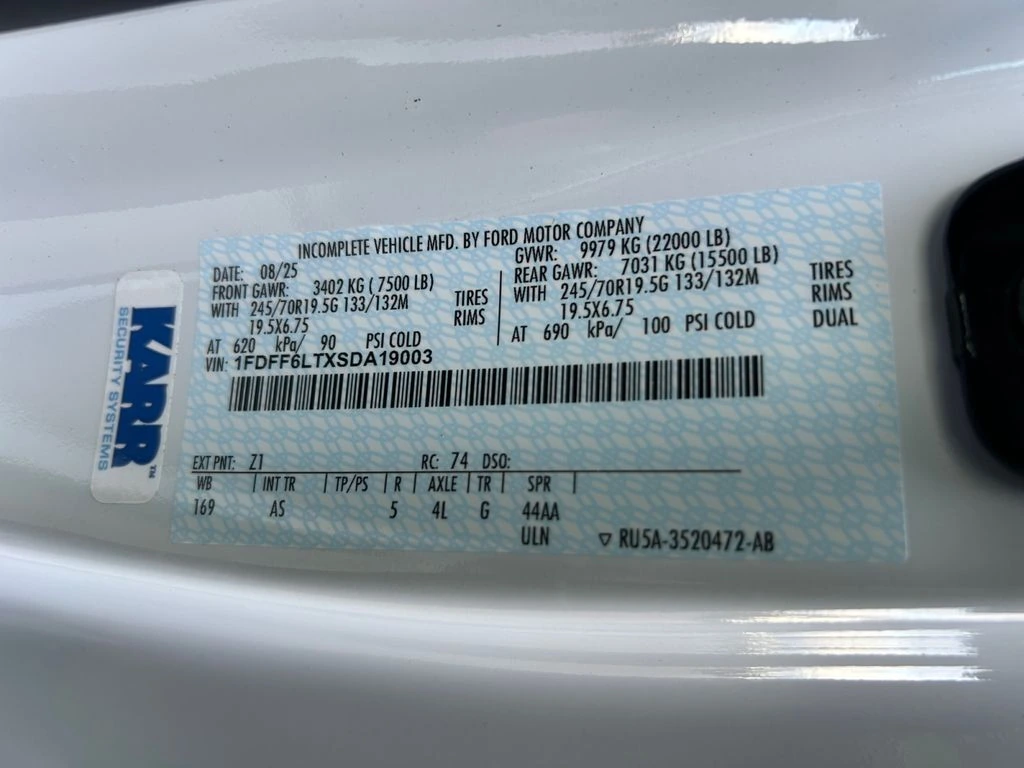 INCOMPLETE VEHICLE MFD. BY FORD MOTOR COMPANY
DATE: 08/25 GVWR: 9979 KG (22000 LB)
FRONT GAWR: 3402 KG ( 7500 LB) REAR GAWR: 7031 KG (15500 LB)
WITH 245/70R19.5G 133/132M TIRES WITH 245/70R19.5G 133/132M TIRES
19.5X6.75 RIMS 19.5X6.75 RIMS
AT 620 kPa/ 90 PSI COLD AT 690 kPa/ 100 PSI COLD DUAL
VIN: 1FDFF6LTXSDA19003
EXT PNT: Z1 RC: 74 DSO:
WB | INT TR | TP/PS | R | AXLE | TR | SPR |
169 AS 5 4L G 44AA
ULN ▽ RU5A-3520472-AB
KARR™
SECURITY SYSTEMS